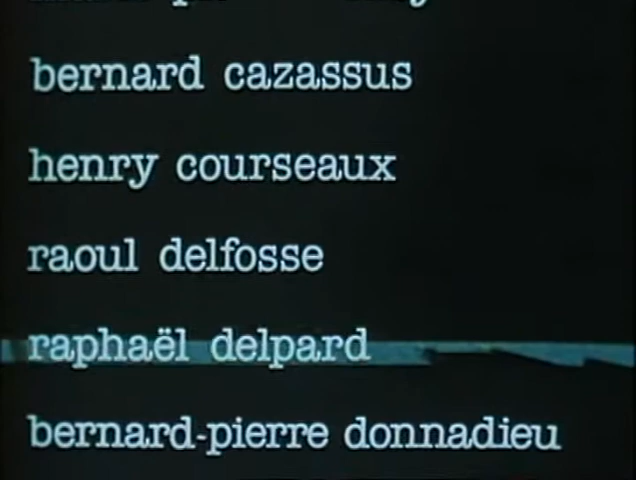 bernard cazassus
henry courseaux
raoul delfosse
raphaël delpard
bernard-pierre donnadieu